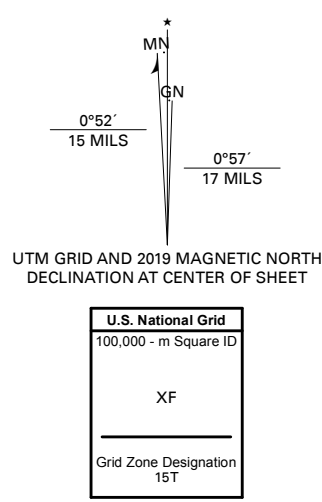 ★
MN
GN
0°52´
15 MILS
0°57´
17 MILS
UTM GRID AND 2019 MAGNETIC NORTH
DECLINATION AT CENTER OF SHEET
U.S. National Grid
100,000 - m Square ID
XF
Grid Zone Designation
15T